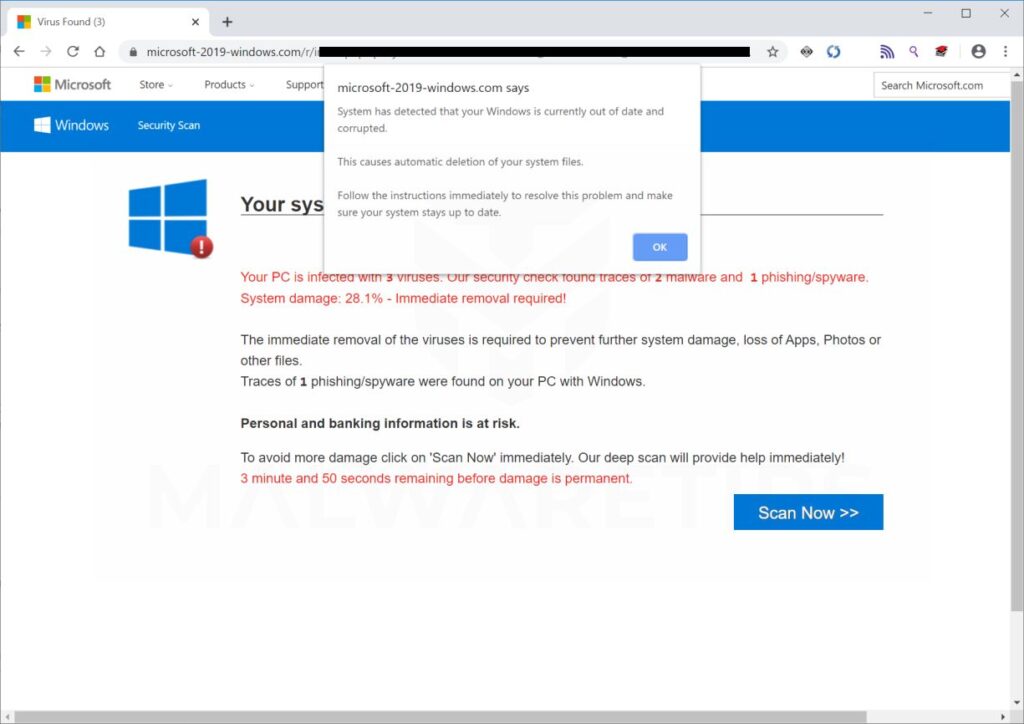 Virus Found (3)
microsoft-2019-windows.com/r/i
Microsoft Store Products Support
Search Microsoft.com
Windows Security Scan
microsoft-2019-windows.com says
System has detected that your Windows is currently out of date and
corrupted.
This causes automatic deletion of your system files.
Follow the instructions immediately to resolve this problem and make
sure your system stays up to date.
OK
Your sys
Your PC is infected with 3 viruses. Our security check found traces of 2 malware and 1 phishing/spyware.
System damage: 28.1% - Immediate removal required!
The immediate removal of the viruses is required to prevent further system damage, loss of Apps, Photos or
other files.
Traces of 1 phishing/spyware were found on your PC with Windows.
Personal and banking information is at risk.
To avoid more damage click on 'Scan Now' immediately. Our deep scan will provide help immediately!
3 minute and 50 seconds remaining before damage is permanent.
MALWARETIPS
Scan Now >>